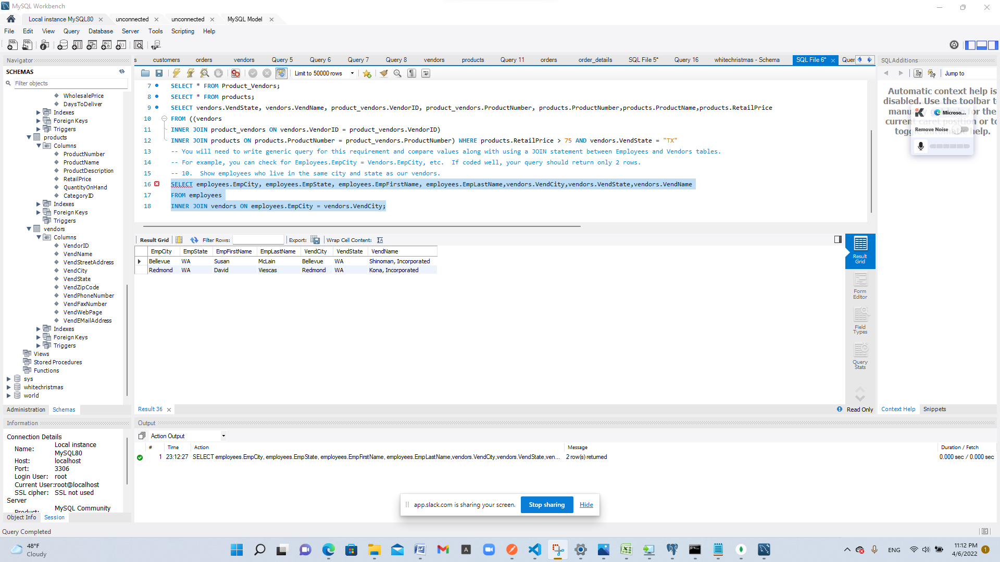 MySQL Workbench
Local instance MySQL80
unconnected
unconnected
MySQL Model
File Edit View Query Database Server Tools Scripting Help
Navigator
SCHEMAS
Filter objects
WholesalePrice
DaysToDeliver
Indexes
Foreign Keys
Triggers
products
Columns
ProductNumber
ProductName
ProductDescription
RetailPrice
QuantityOnHand
CategoryID
Indexes
Foreign Keys
Triggers
vendors
Columns
VendorID
VendName
VendStreetAddress
VendCity
VendState
VendZipCode
VendPhoneNumber
VendFaxNumber
VendWebPage
VendEMailAddress
Indexes
Foreign Keys
Triggers
Views
Stored Procedures
Functions
sys
whitechristmas
world
Administration Schemas
Information
Connection Details
Name: Local instance MySQL80
Host: localhost
Port: 3306
Login User: root
Current User: root@localhost
SSL cipher: SSL not used
Server
Product: MySQL Community
Object Info Session
Query Completed
s customers orders vendors Query 5 Query 6 Query 7 Query 8 vendors products Query 11 orders order_details SQL File 5* Query 16 whitechristmas - Schema SQL File 6* Quer
Limit to 50000 rows
7 SELECT * FROM Product_Vendors;
8 SELECT * FROM products;
9 SELECT vendors.VendState, vendors.VendName, product_vendors.VendorID, product_vendors.ProductNumber, products.ProductNumber,products.ProductName,products.RetailPrice
10 FROM ((vendors
11 INNER JOIN product_vendors ON vendors.VendorID = product_vendors.VendorID)
12 INNER JOIN products ON products.ProductNumber = product_vendors.ProductNumber) WHERE products.RetailPrice > 75 AND vendors.VendState = "TX"
13 -- You will need to write generic query for this requirement and compare values along with using a JOIN statement between Employees and Vendors tables.
14 -- For example, you can check for Employees.EmpCity = Vendors.EmpCity, etc.  If coded well, your query should return only 2 rows.
15 -- 10.  Show employees who live in the same city and state as our vendors.
16 SELECT employees.EmpCity, employees.EmpState, employees.EmpFirstName, employees.EmpLastName,vendors.VendCity,vendors.VendState,vendors.VendName
17 FROM employees
18 INNER JOIN vendors ON employees.EmpCity = vendors.VendCity;
Result Grid Filter Rows: Export: Wrap Cell Content: IA
EmpCity EmpState EmpFirstName EmpLastName VendCity VendState VendName
Bellevue WA Susan McLain Bellevue WA Shinoman, Incorporated
Redmond WA David Viescas Redmond WA Kona, Incorporated
Result Grid
Form Editor
Field Types
Query Stats
Result 36
Read Only
Output
Action Output
# Time Action Message Duration / Fetch
1 23:12:27 SELECT employees.EmpCity, employees.EmpState, employees.EmpFirstName, employees.EmpLastName,vendors.VendCity,vendors.VendState,ven... 2 row(s) returned 0.000 sec / 0.000 sec
SQLAdditions
Jump to
Automatic context help is
disabled. Use the toolbar t
for the
current caret position or to
help.
Microso...
Remove Noise
Context Help Snippets
app.slack.com is sharing your screen. Stop sharing Hide
48°F
Cloudy
ENG
11:12 PM
4/6/2022
1